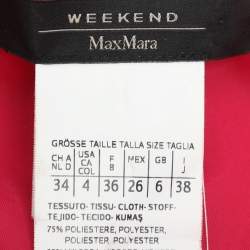 WEEKEND
MaxMara
GRÖSSE TAILLE TALLA SIZE TAGLIA
CH A NL D
USA CA COL
F B
MEX
GB
I J
34 4 36 26 6 38
TESSUTO-TISSU-CLOTH-STOFF-
TEJIDO-TECIDO-KUMAŞ
75% POLIESTERE, POLYESTER,
POLIESTER, POLYESTER